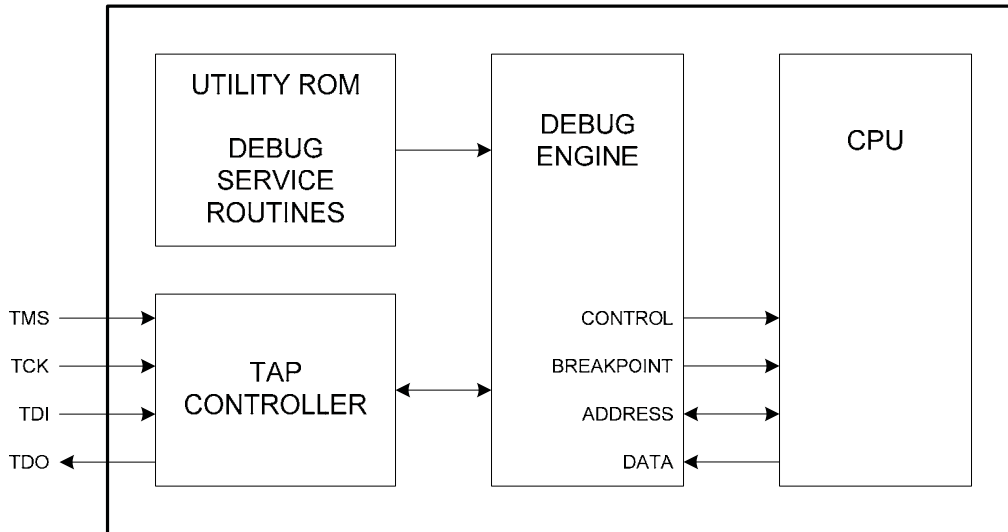 UTILITY ROM
DEBUG
SERVICE
ROUTINES
DEBUG
ENGINE
CPU
TMS
TCK
TDI
TDO
TAP
CONTROLLER
CONTROL
BREAKPOINT
ADDRESS
DATA